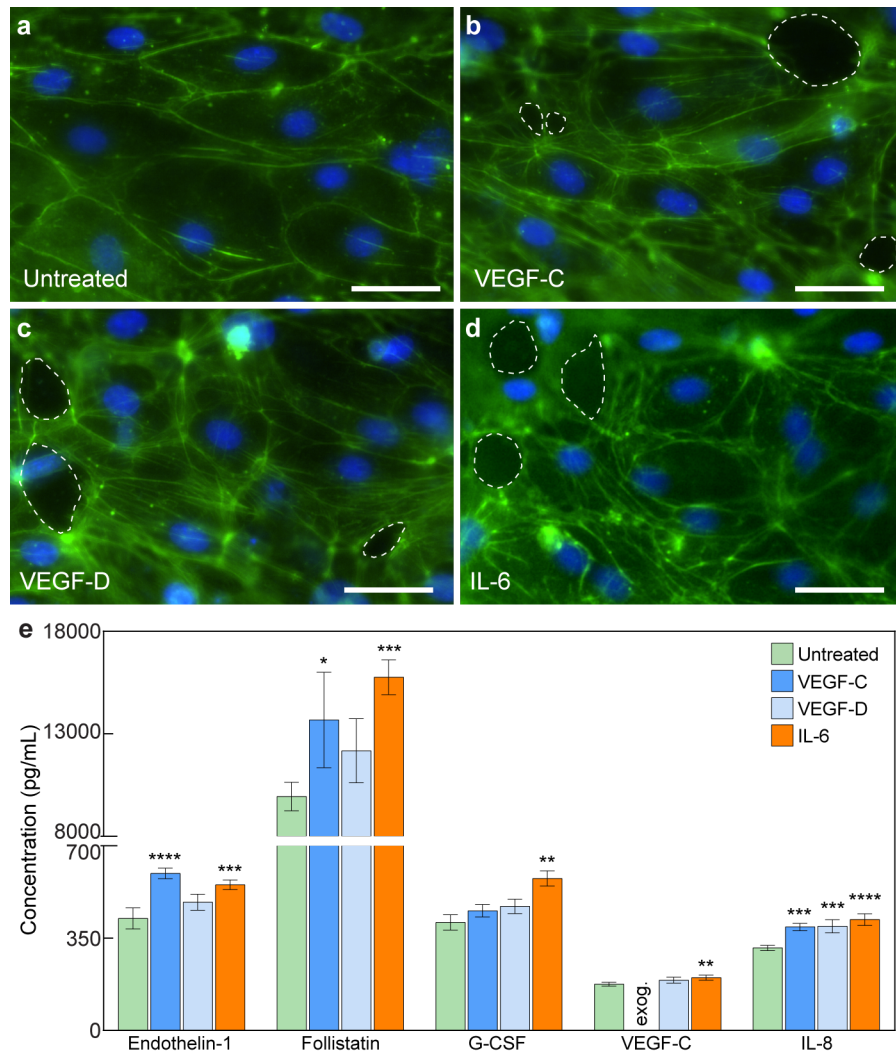 a
Untreated
b
VEGF-C
c
VEGF-D
d
IL-6
e
18000
13000
8000
700
350
0
Concentration (pg/mL)
Untreated
VEGF-C
VEGF-D
IL-6
****
***
*
***
**
exog.
**
***
***
****
Endothelin-1
Follistatin
G-CSF
VEGF-C
IL-8